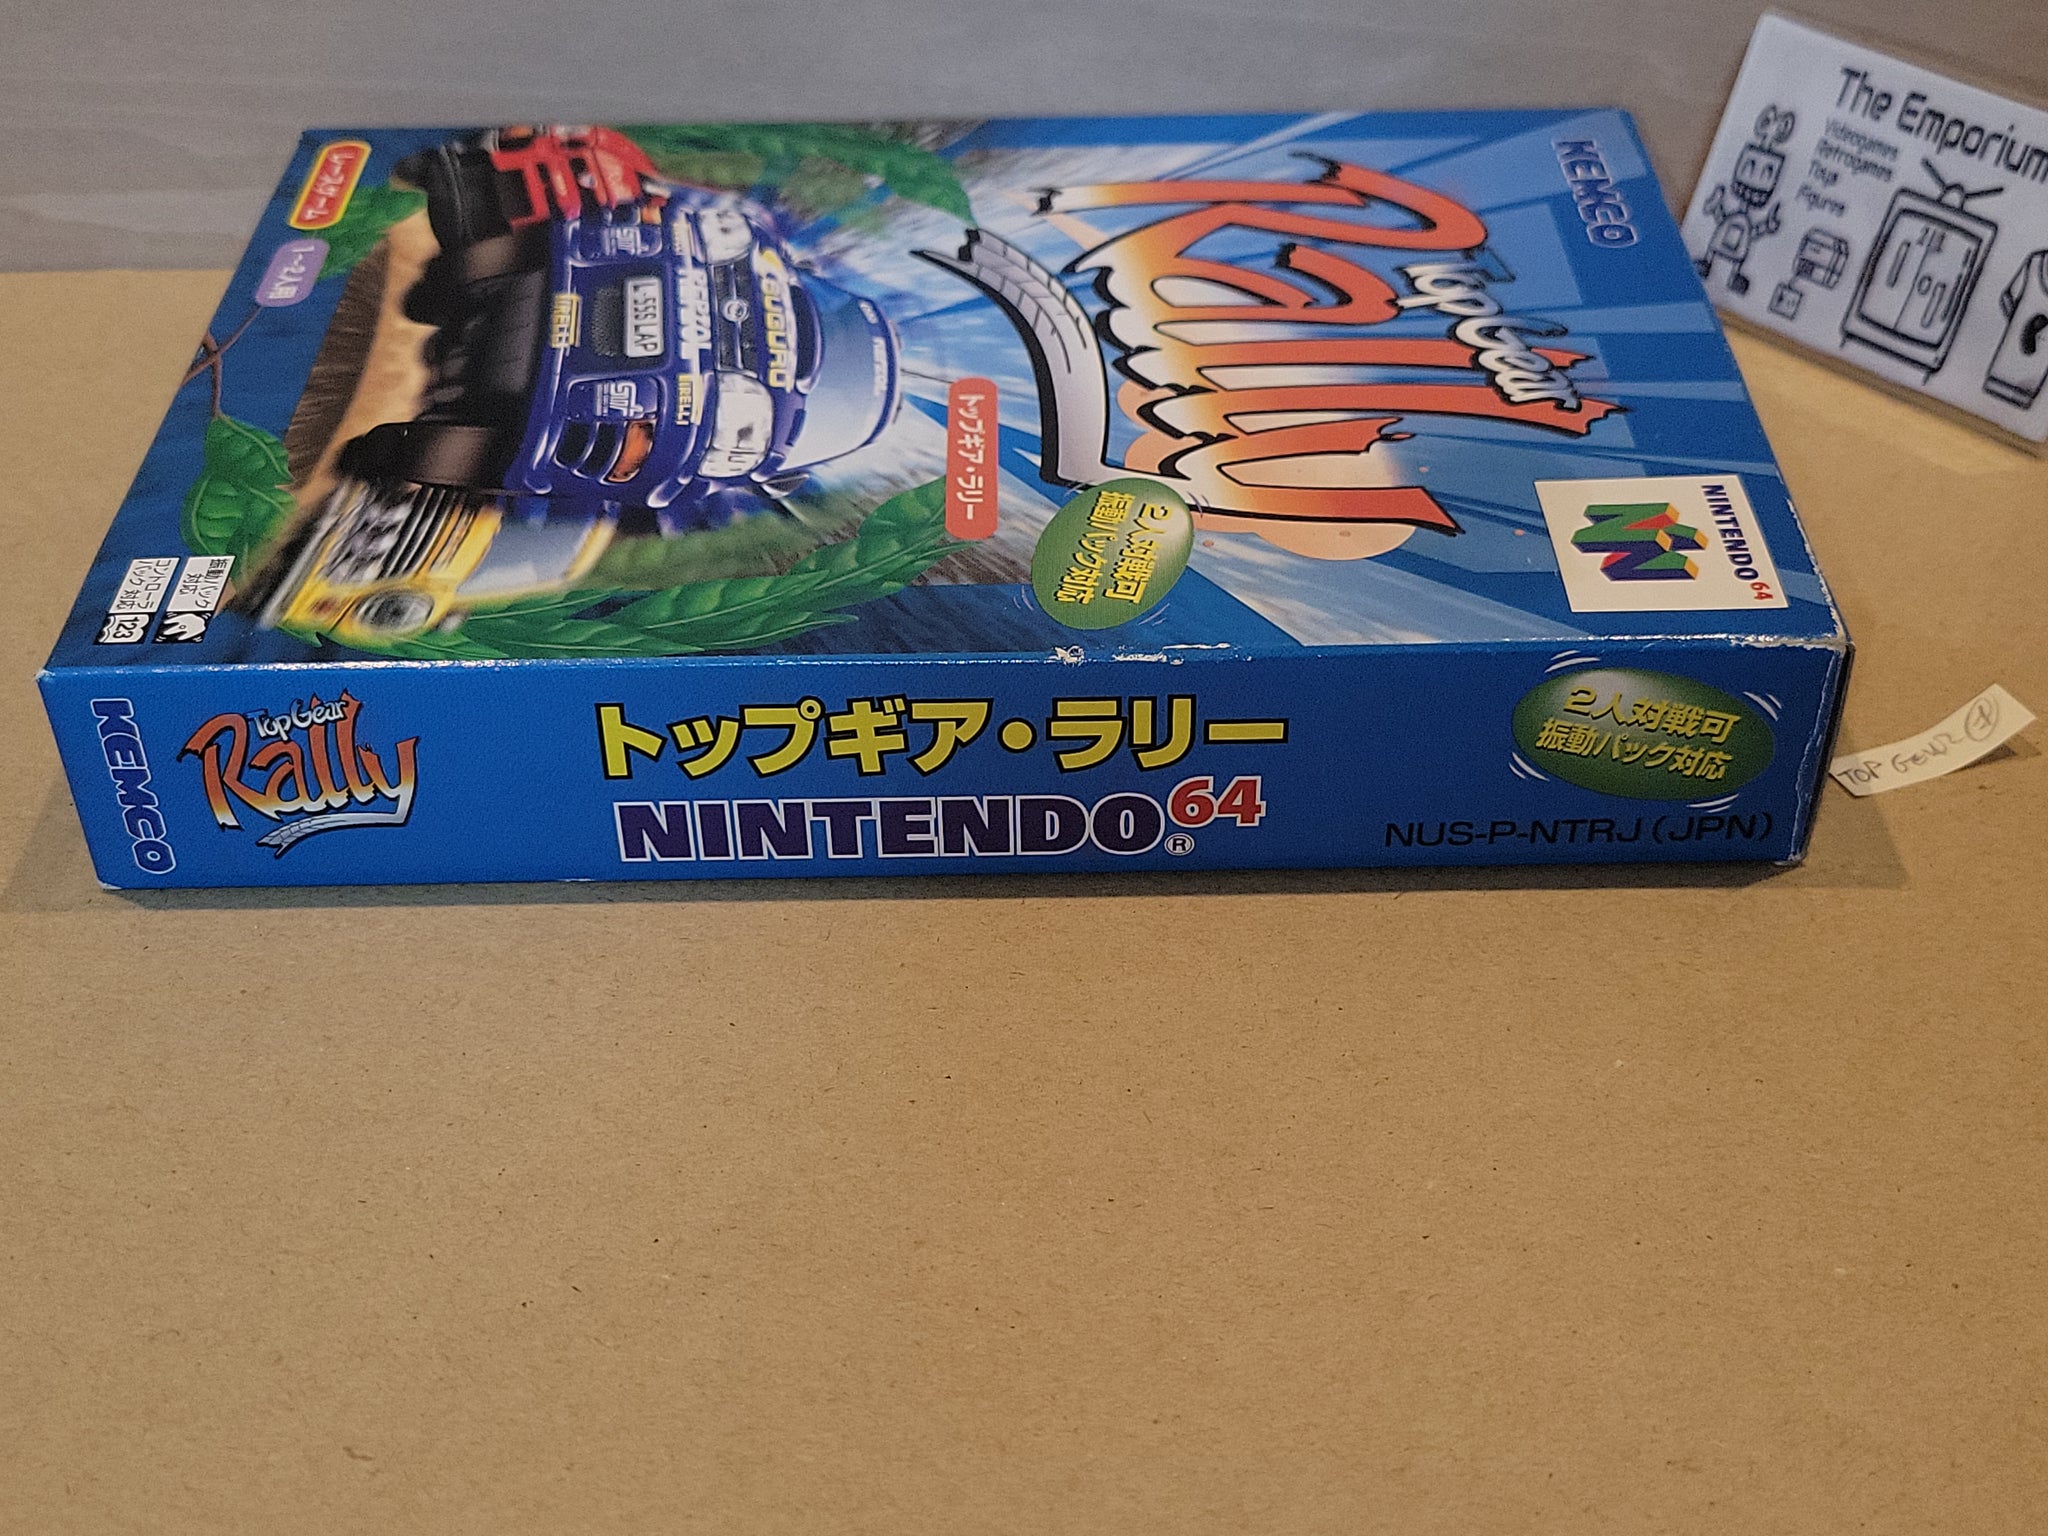 KEMCO
Top Gear
Rally
トップギア・ラリー
NINTENDO64
2人対戦可
振動パック対応
レースゲーム
1〜2人用
L555 LAP
振動パック
対応
コントローラ
パック対応
123
KEMCO
Top Gear
Rally
トップギア・ラリー
NINTENDO64®
2人対戦可
振動パック対応
NUS-P-NTRJ(JPN)
The Emporium
Videogames
Retrogames
Toys
Figures
TOP GEAR